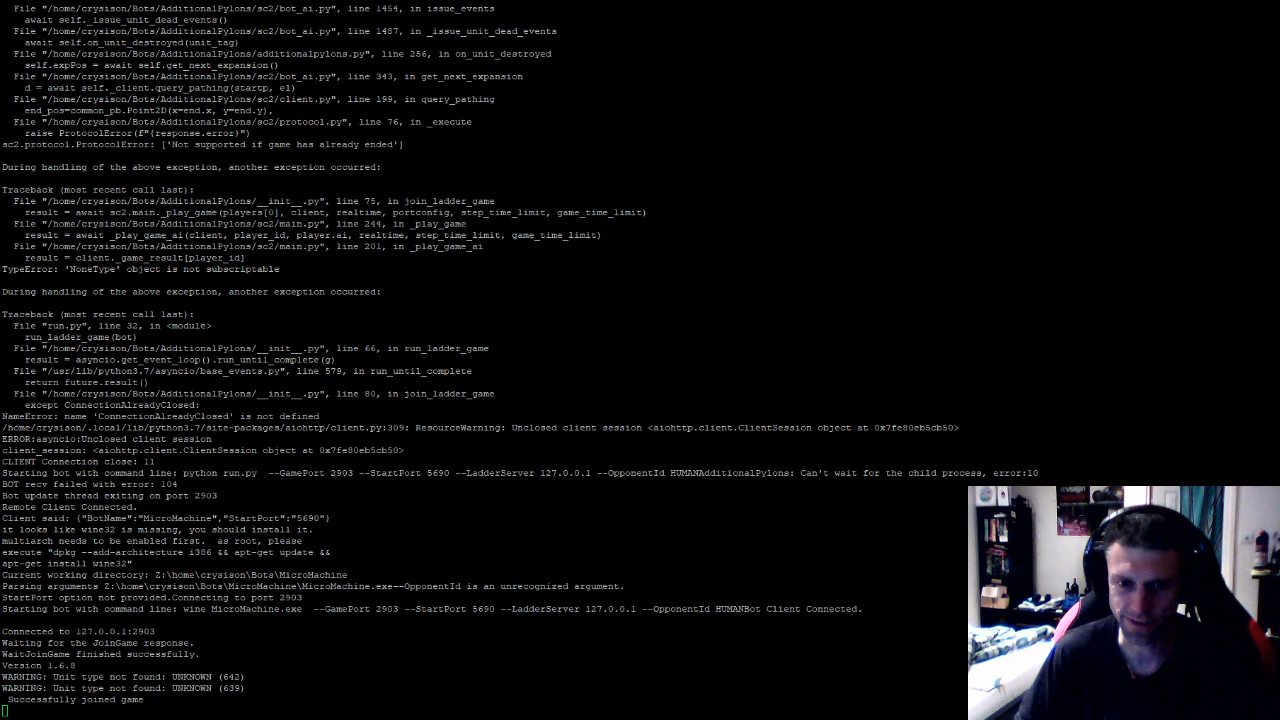 File "/home/crysison/Bots/AdditionalPylons/sc2/bot_ai.py", line 1454, in issue_events
await self._issue_unit_dead_events()
File "/home/crysison/Bots/AdditionalPylons/sc2/bot_ai.py", line 1487, in _issue_unit_dead_events
await self.on_unit_destroyed(unit_tag)
File "/home/crysison/Bots/AdditionalPylons/additionalpylons.py", line 256, in on_unit_destroyed
self.expPos = await self.get_next_expansion()
File "/home/crysison/Bots/AdditionalPylons/sc2/bot_ai.py", line 343, in get_next_expansion
d = await self._client.query_pathing(startp, el)
File "/home/crysison/Bots/AdditionalPylons/sc2/client.py", line 199, in query_pathing
end_pos=common_pb.Point2D(x=end.x, y=end.y),
File "/home/crysison/Bots/AdditionalPylons/sc2/protocol.py", line 76, in _execute
raise ProtocolError(f"{response.error}")
sc2.protocol.ProtocolError: ['Not supported if game has already ended']
During handling of the above exception, another exception occurred:
Traceback (most recent call last):
File "/home/crysison/Bots/AdditionalPylons/__init__.py", line 75, in join_ladder_game
result = await sc2.main._play_game(players[0], client, realtime, portconfig, step_time_limit, game_time_limit)
File "/home/crysison/Bots/AdditionalPylons/sc2/main.py", line 244, in _play_game
result = await _play_game_ai(client, player_id, player.ai, realtime, step_time_limit, game_time_limit)
File "/home/crysison/Bots/AdditionalPylons/sc2/main.py", line 201, in _play_game_ai
result = client._game_result[player_id]
TypeError: 'NoneType' object is not subscriptable
During handling of the above exception, another exception occurred:
Traceback (most recent call last):
File "run.py", line 32, in <module>
run_ladder_game(bot)
File "/home/crysison/Bots/AdditionalPylons/__init__.py", line 66, in run_ladder_game
result = asyncio.get_event_loop().run_until_complete(g)
File "/usr/lib/python3.7/asyncio/base_events.py", line 579, in run_until_complete
return future.result()
File "/home/crysison/Bots/AdditionalPylons/__init__.py", line 80, in join_ladder_game
except ConnectionAlreadyClosed:
NameError: name 'ConnectionAlreadyClosed' is not defined
/home/crysison/.local/lib/python3.7/site-packages/aiohttp/client.py:309: ResourceWarning: Unclosed client session <aiohttp.client.ClientSession object at 0x7fe80eb5cb50>
ERROR:asyncio:Unclosed client session
client_session: <aiohttp.client.ClientSession object at 0x7fe80eb5cb50>
CLIENT Connection close: 11
Starting bot with command line: python run.py  --GamePort 2903 --StartPort 5690 --LadderServer 127.0.0.1 --OpponentId HUMANAdditionalPylons: Can't wait for the child process, error:10
BOT recv failed with error: 104
Bot update thread exiting on port 2903
Remote Client Connected.
Client said: {"BotName":"MicroMachine","StartPort":"5690"}
it looks like wine32 is missing, you should install it.
multiarch needs to be enabled first.  as root, please
execute "dpkg --add-architecture i386 && apt-get update &&
apt-get install wine32"
Current working directory: Z:\home\crysison\Bots\MicroMachine
Parsing arguments Z:\home\crysison\Bots\MicroMachine\MicroMachine.exe--OpponentId is an unrecognized argument.
StartPort option not provided.Connecting to port 2903
Starting bot with command line: wine MicroMachine.exe  --GamePort 2903 --StartPort 5690 --LadderServer 127.0.0.1 --OpponentId HUMANBot Client Connected.
Connected to 127.0.0.1:2903
Waiting for the JoinGame response.
WaitJoinGame finished successfully.
Version 1.6.8
WARNING: Unit type not found: UNKNOWN (642)
WARNING: Unit type not found: UNKNOWN (639)
Successfully joined game